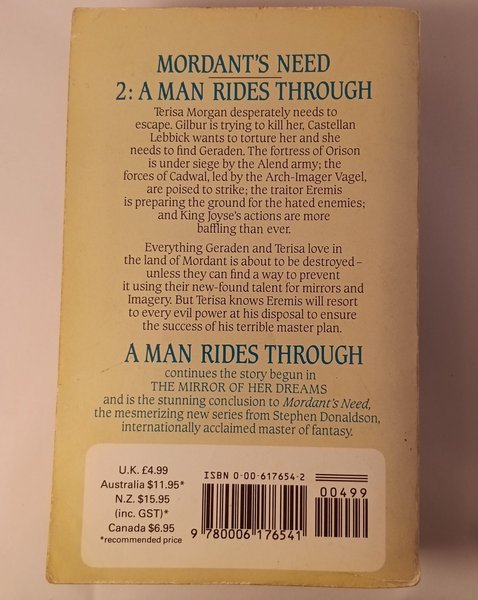 MORDANT'S NEED
2: A MAN RIDES THROUGH
Terisa Morgan desperately needs to
escape. Gilbur is trying to kill her, Castellan
Lebbick wants to torture her and she
needs to find Geraden. The fortress of Orison
is under siege by the Alend army; the
forces of Cadwal, led by the Arch-Imager Vagel,
are poised to strike; the traitor Eremis
is preparing the ground for the hated enemies;
and King Joyse's actions are more
baffling than ever.
Everything Geraden and Terisa love in
the land of Mordant is about to be destroyed–
unless they can find a way to prevent
it using their new-found talent for mirrors and
Imagery. But Terisa knows Eremis will resort
to every evil power at his disposal to ensure
the success of his terrible master plan.
A MAN RIDES THROUGH
continues the story begun in
THE MIRROR OF HER DREAMS
and is the stunning conclusion to Mordant's Need,
the mesmerizing new series from Stephen Donaldson,
internationally acclaimed master of fantasy.
U.K. £4.99
Australia $11.95*
N.Z. $15.95
(inc. GST)*
Canada $6.95
*recommended price
ISBN 0-00-617654-2
00499
9 780006 176541